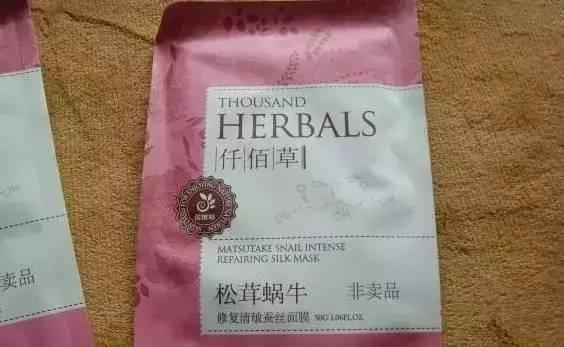 THOUSAND
HERBALS
仟佰草
MATSUTAKE SNAIL INTENSE
REPAIRING SILK MASK
松茸蜗牛 非卖品
修复清敏蚕丝面膜 30G 1.06FL.OZ
卖品